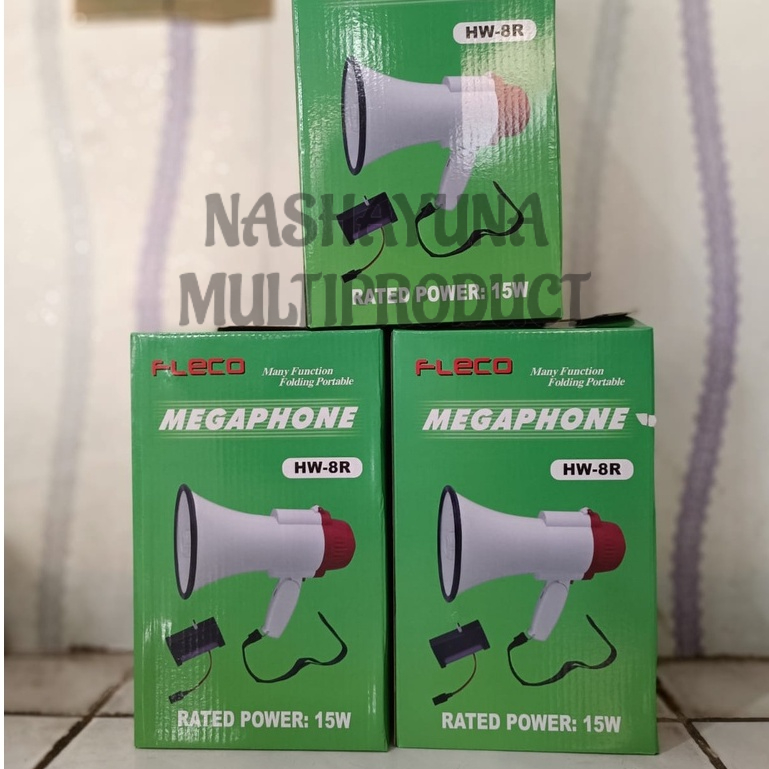 HW-8R
NASHAYUNA
MULTIPRODUCT
RATED POWER: 15W
FLECO
Many Function
Folding Portable
MEGAPHONE
HW-8R
RATED POWER: 15W
FLECO
Many Function
Folding Portable
MEGAPHONE
HW-8R
RATED POWER: 15W